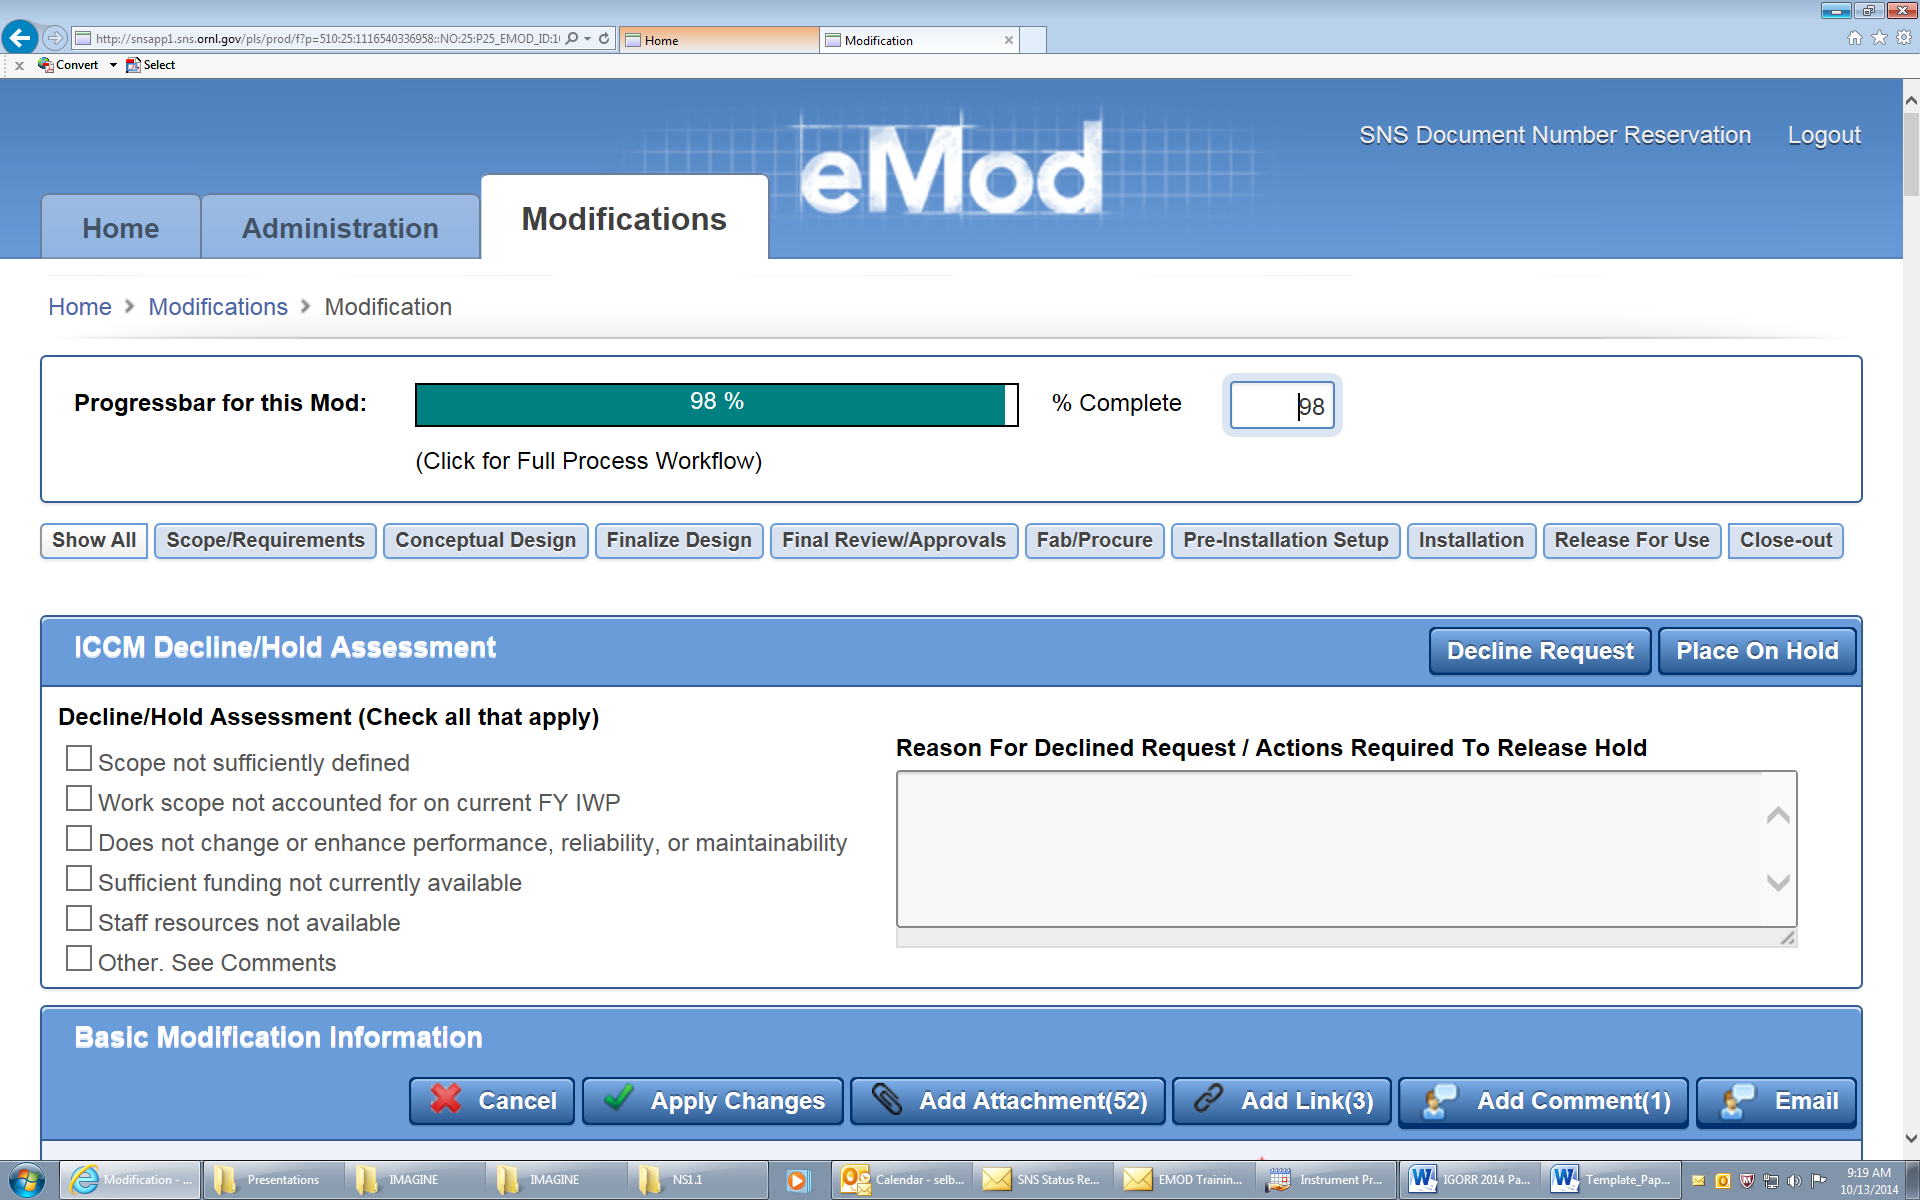 http://snsapp1.sns.ornl.gov/pls/prod/f?p=510:25:1116540336958::NO:25:P25_EMOD_ID:1
Home
Modification
Convert
Select
eMod
SNS Document Number Reservation Logout
Home Administration Modifications
Home > Modifications > Modification
Progressbar for this Mod: 98 % % Complete 98
(Click for Full Process Workflow)
Show All Scope/Requirements Conceptual Design Finalize Design Final Review/Approvals Fab/Procure Pre-Installation Setup Installation Release For Use Close-out
ICCM Decline/Hold Assessment Decline Request Place On Hold
Decline/Hold Assessment (Check all that apply)
Scope not sufficiently defined
Work scope not accounted for on current FY IWP
Does not change or enhance performance, reliability, or maintainability
Sufficient funding not currently available
Staff resources not available
Other. See Comments
Reason For Declined Request / Actions Required To Release Hold
Basic Modification Information
Cancel Apply Changes Add Attachment(52) Add Link(3) Add Comment(1) Email
Modification - ... Presentations IMAGINE IMAGINE NS1.1 Calendar - selb... SNS Status Re... EMOD Trainin... Instrument Pr... IGORR 2014 Pa... Template_Pap...
9:19 AM
10/13/2014